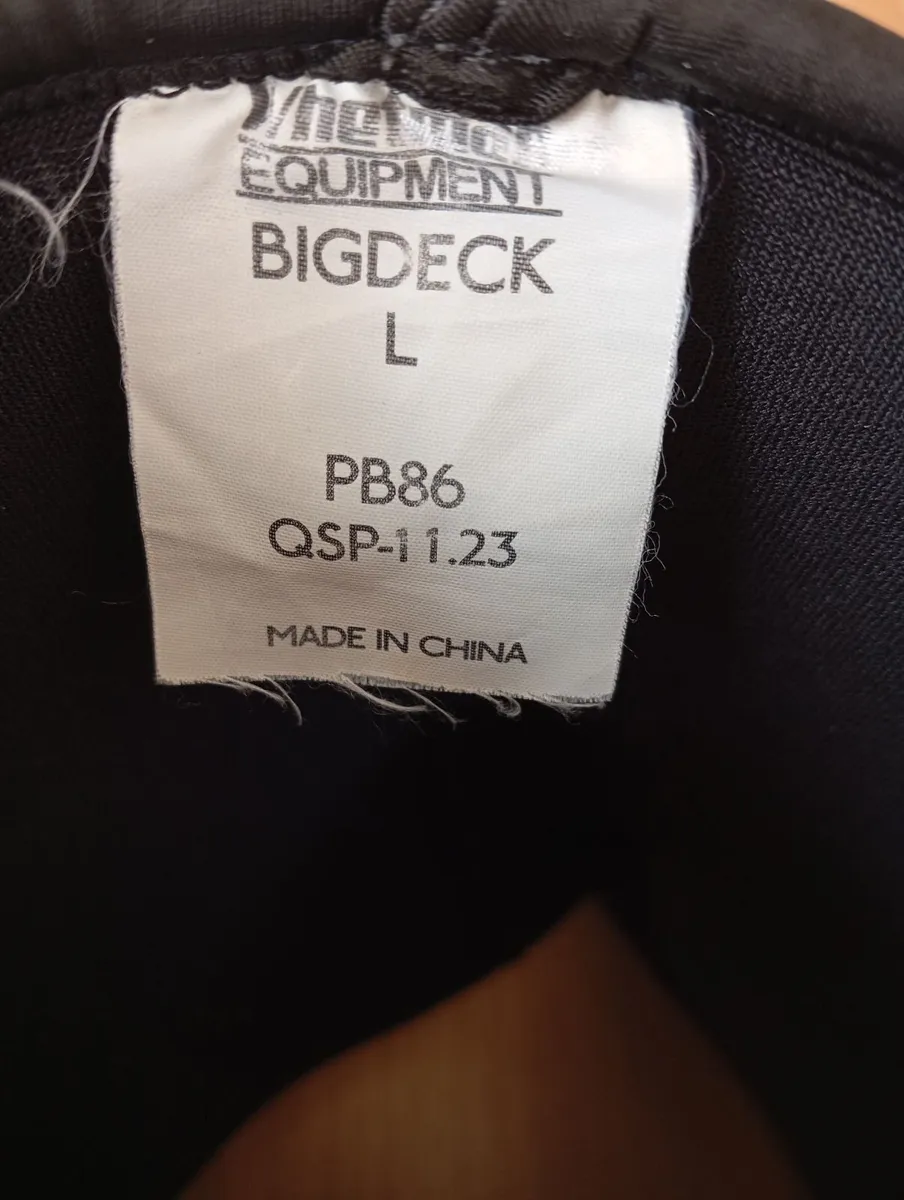 EQUIPMENT
BIGDECK
L
PB86
QSP-11.23
MADE IN CHINA